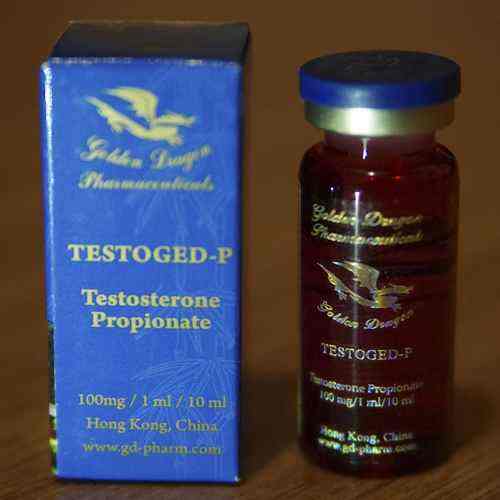 Golden Dragon
Pharmaceuticals
TESTOGED-P
Testosterone
Propionate
100mg / 1 ml / 10 ml
Hong Kong, China
www.gd-pharm.com
Golden Dragon
Pharmaceuticals
Golden Dragon
TESTOGED-P
Testosterone Propionate
100 mg/1 ml/10 ml
Hong Kong, China
www.gd-pharm.com